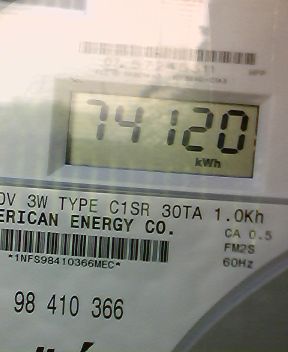 74120
kWh
0V 3W TYPE C1SR 30TA 1.0Kh
ERICAN ENERGY CO.
CA 0.5
FM2S
*1NFS98410366MEC*
60Hz
98 410 366